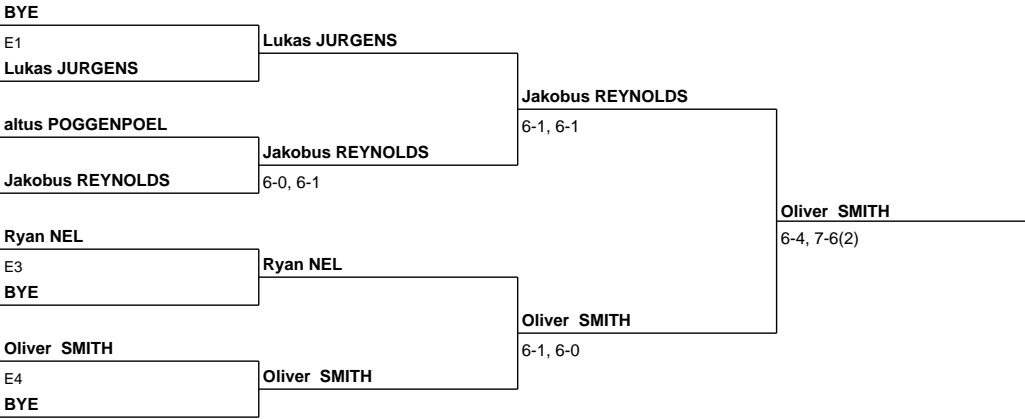 BYE
E1
Lukas JURGENS
Lukas JURGENS
altus POGGENPOEL
Jakobus REYNOLDS
Jakobus REYNOLDS
6-0, 6-1
Jakobus REYNOLDS
6-1, 6-1
Ryan NEL
E3
BYE
Ryan NEL
Oliver SMITH
E4
BYE
Oliver SMITH
Oliver SMITH
6-1, 6-0
Oliver SMITH
6-4, 7-6(2)